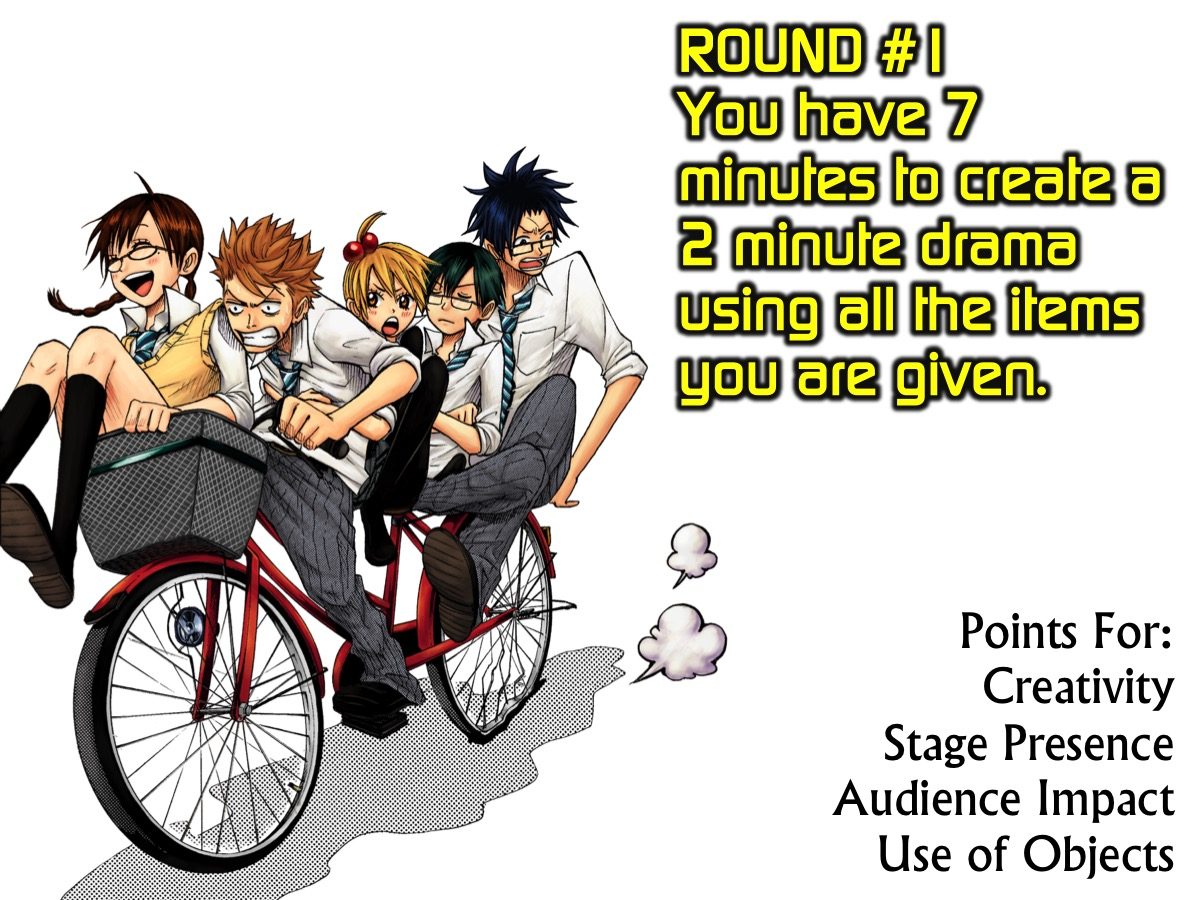 ROUND #1
You have 7
minutes to create a
2 minute drama
using all the items
you are given.
Points For:
Creativity
Stage Presence
Audience Impact
Use of Objects